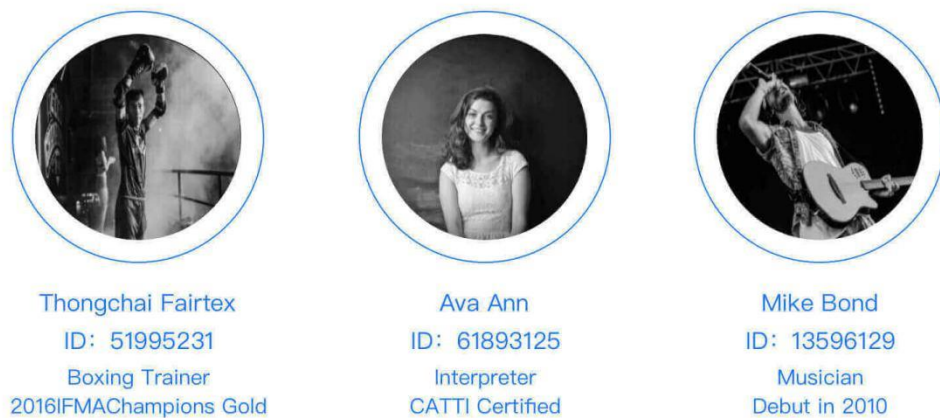 Thongchai Fairtex
ID：51995231
Boxing Trainer
2016IFMAChampions Gold
Ava Ann
ID：61893125
Interpreter
CATTI Certified
Mike Bond
ID：13596129
Musician
Debut in 2010